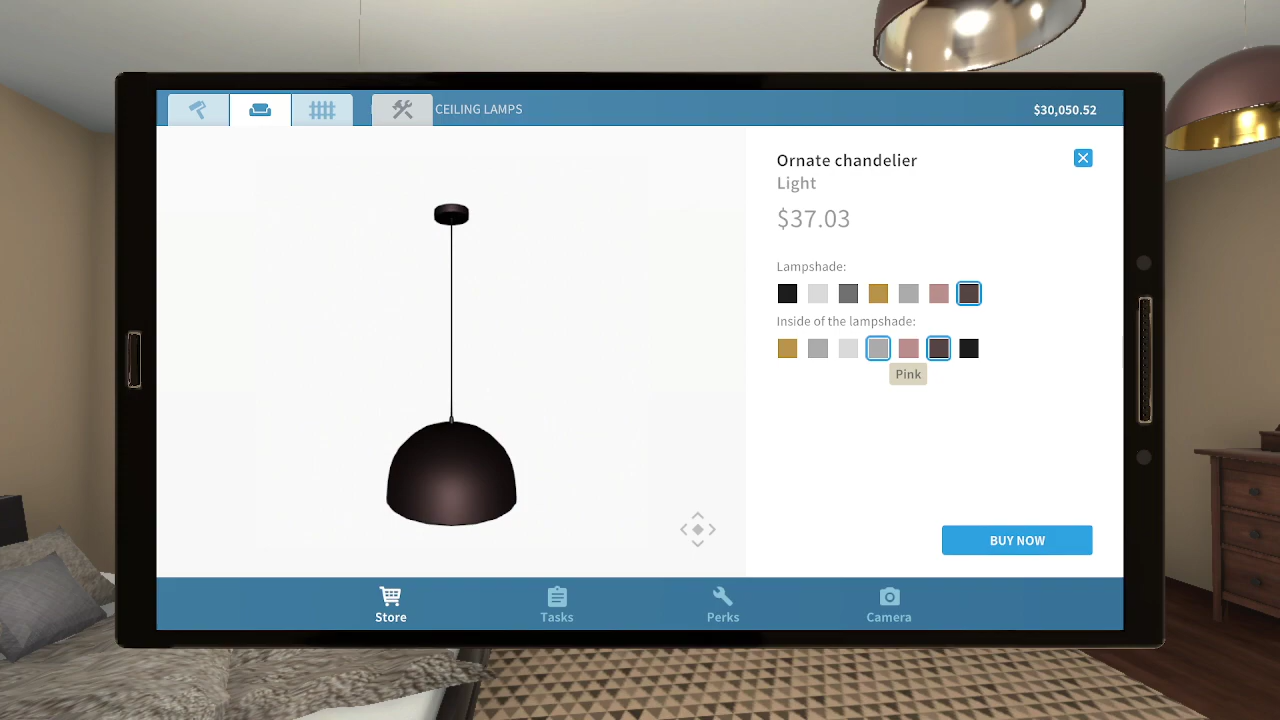 CEILING LAMPS
$30,050.52
Ornate chandelier
Light
$37.03
Lampshade:
Inside of the lampshade:
Pink
BUY NOW
Store
Tasks
Perks
Camera